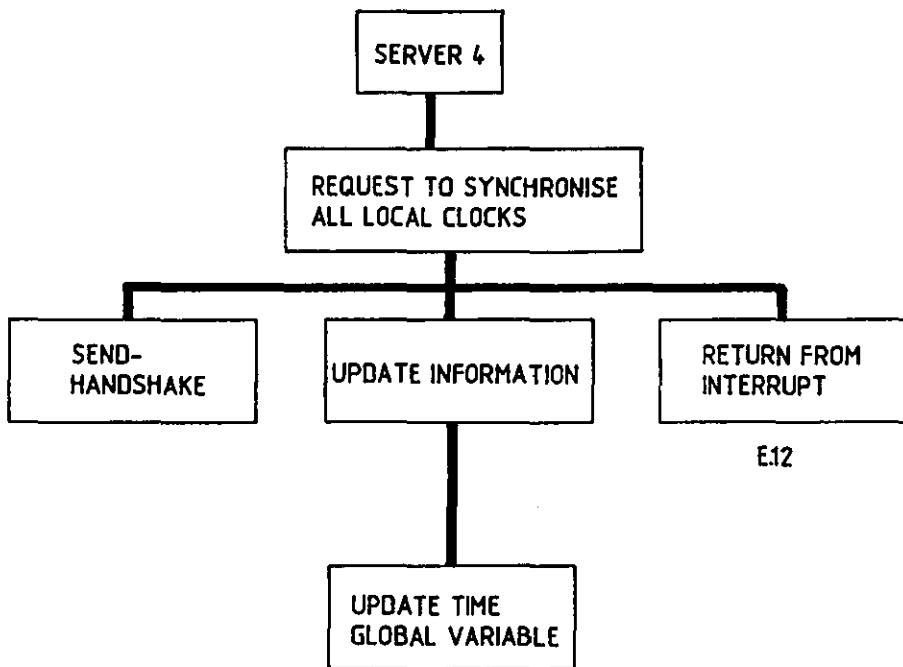 SERVER 4
REQUEST TO SYNCHRONISE
ALL LOCAL CLOCKS
SEND-
HANDSHAKE
UPDATE INFORMATION
RETURN FROM
INTERRUPT
E.12
UPDATE TIME
GLOBAL VARIABLE